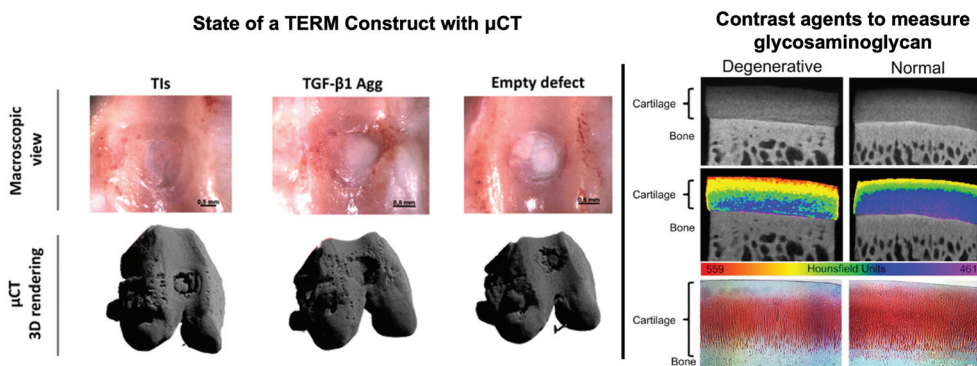 State of a TERM Construct with μCT
TIs
TGF-β1 Agg
Empty defect
Macroscopic
view
0,5 mm
0,5 mm
0,5 mm
μCT
3D rendering
Contrast agents to measure
glycosaminoglycan
Degenerative
Normal
Cartilage
Bone
Cartilage
Bone
559
Hounsfield Units
461
Cartilage
Bone